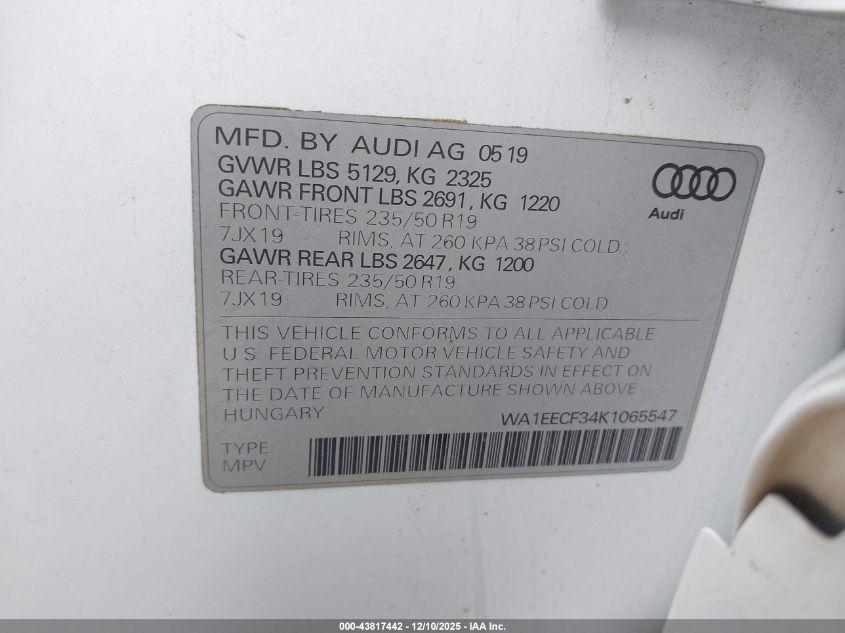 MFD. BY AUDI AG 0519
GVWR LBS 5129, KG 2325
GAWR FRONT LBS 2691, KG 1220
FRONT-TIRES 235/50 R19
7JX19 RIMS, AT 260 KPA 38 PSI COLD.
GAWR REAR LBS 2647, KG 1200
REAR-TIRES 235/50 R19
7JX19 RIMS, AT 260 KPA 38 PSI COLD.
Audi
THIS VEHICLE CONFORMS TO ALL APPLICABLE
U.S. FEDERAL MOTOR VEHICLE SAFETY AND
THEFT PREVENTION STANDARDS IN EFFECT ON
THE DATE OF MANUFACTURE SHOWN ABOVE
HUNGARY WA1EECF34K1065547
TYPE:
MPV
000-43817442 - 12/10/2025 - IAA Inc.